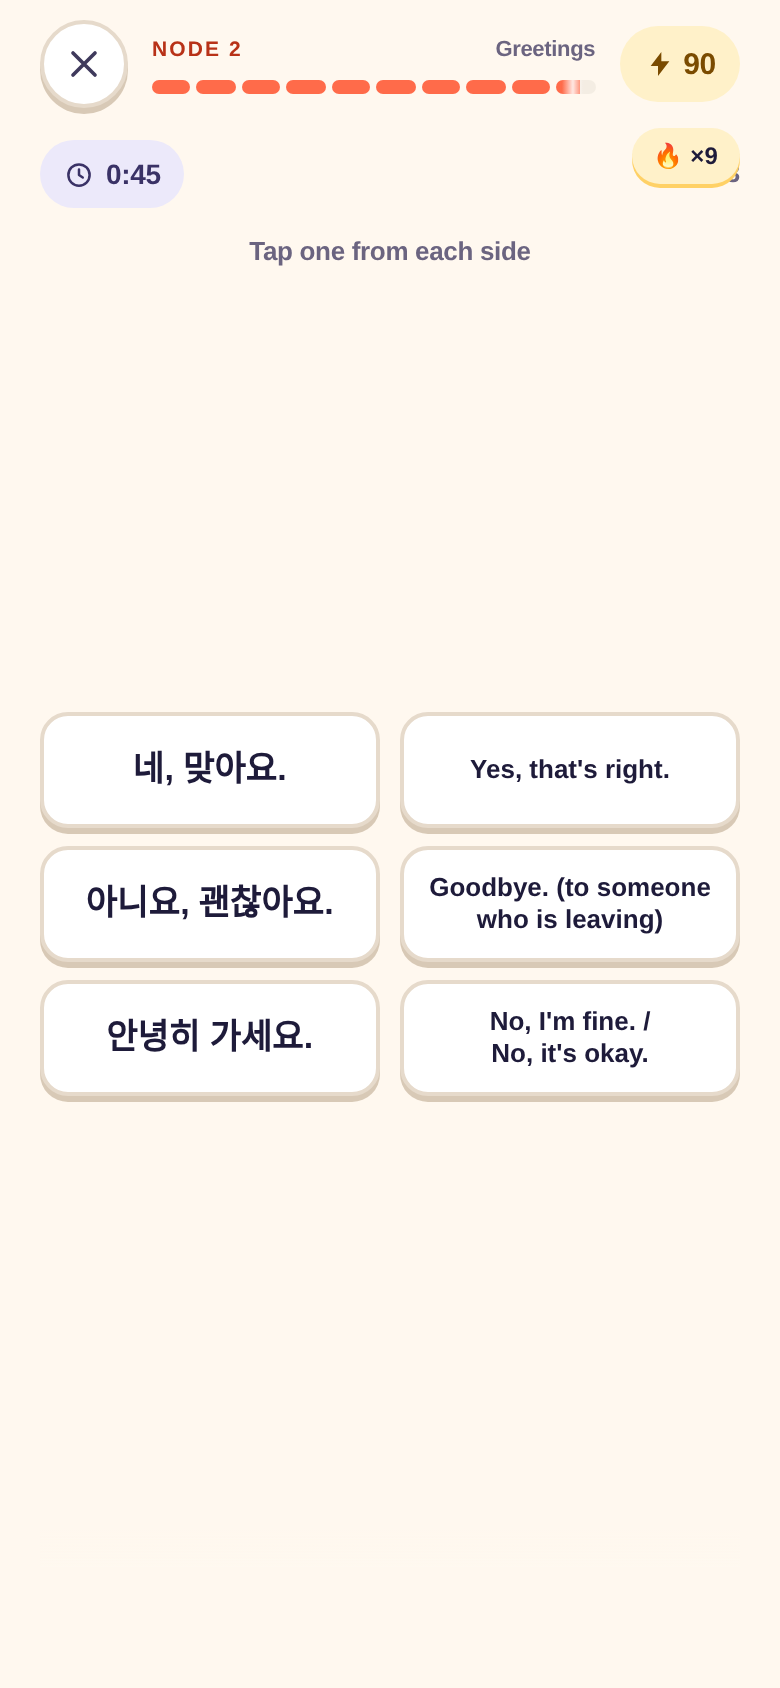 NODE 2
Greetings
90
0:45
🔥 ×9
Tap one from each side
네, 맞아요.
Yes, that's right.
아니요, 괜찮아요.
Goodbye. (to someone
who is leaving)
안녕히 가세요.
No, I'm fine. /
No, it's okay.